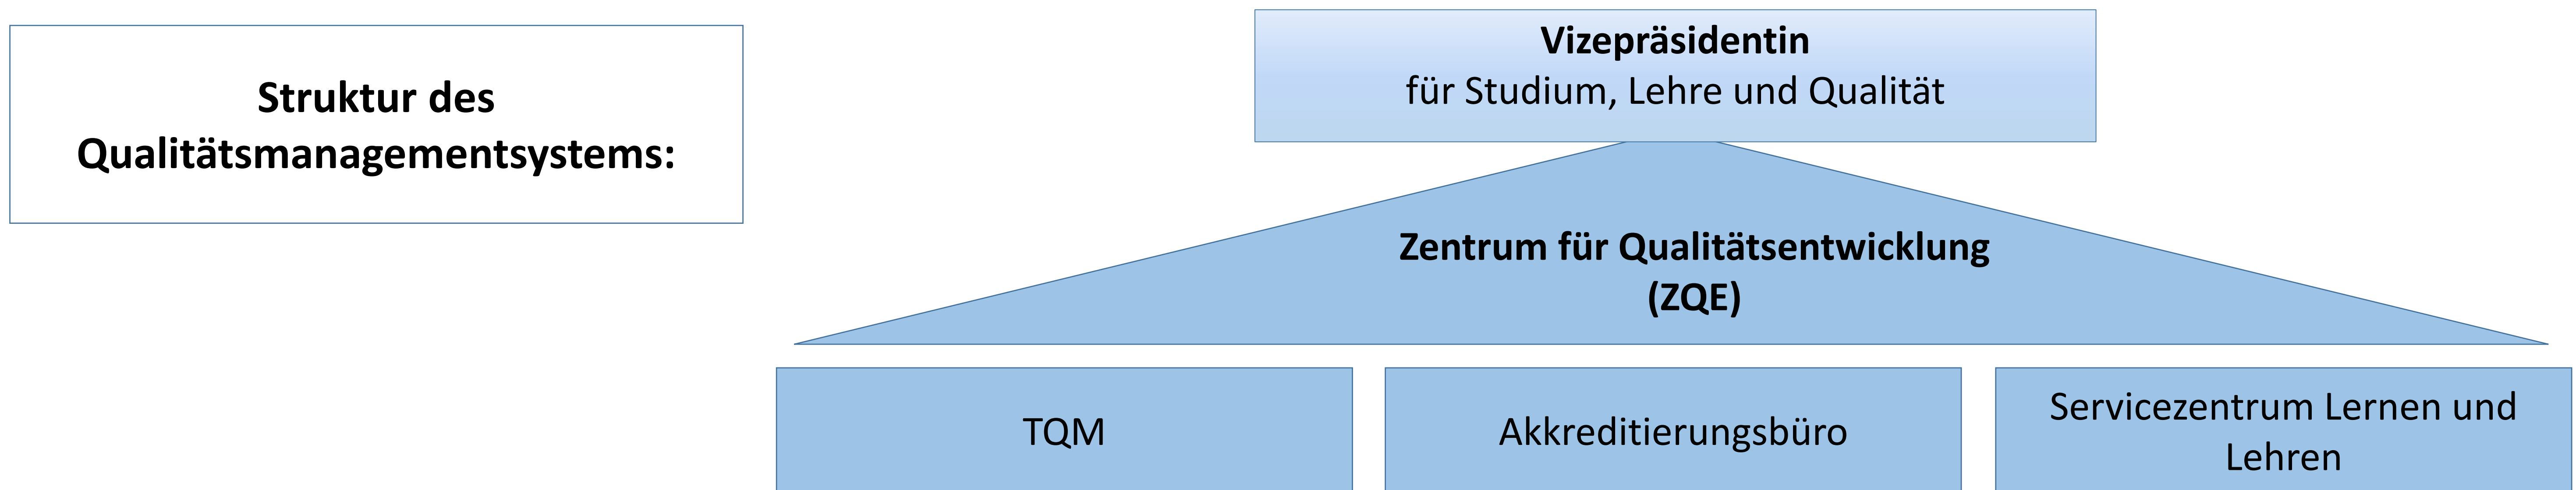 Struktur des
Qualitätsmanagementsystems:
Vizepräsidentin
für Studium, Lehre und Qualität
Zentrum für Qualitätsentwicklung
(ZQE)
TQM
Akkreditierungsbüro
Servicezentrum Lernen und
Lehren